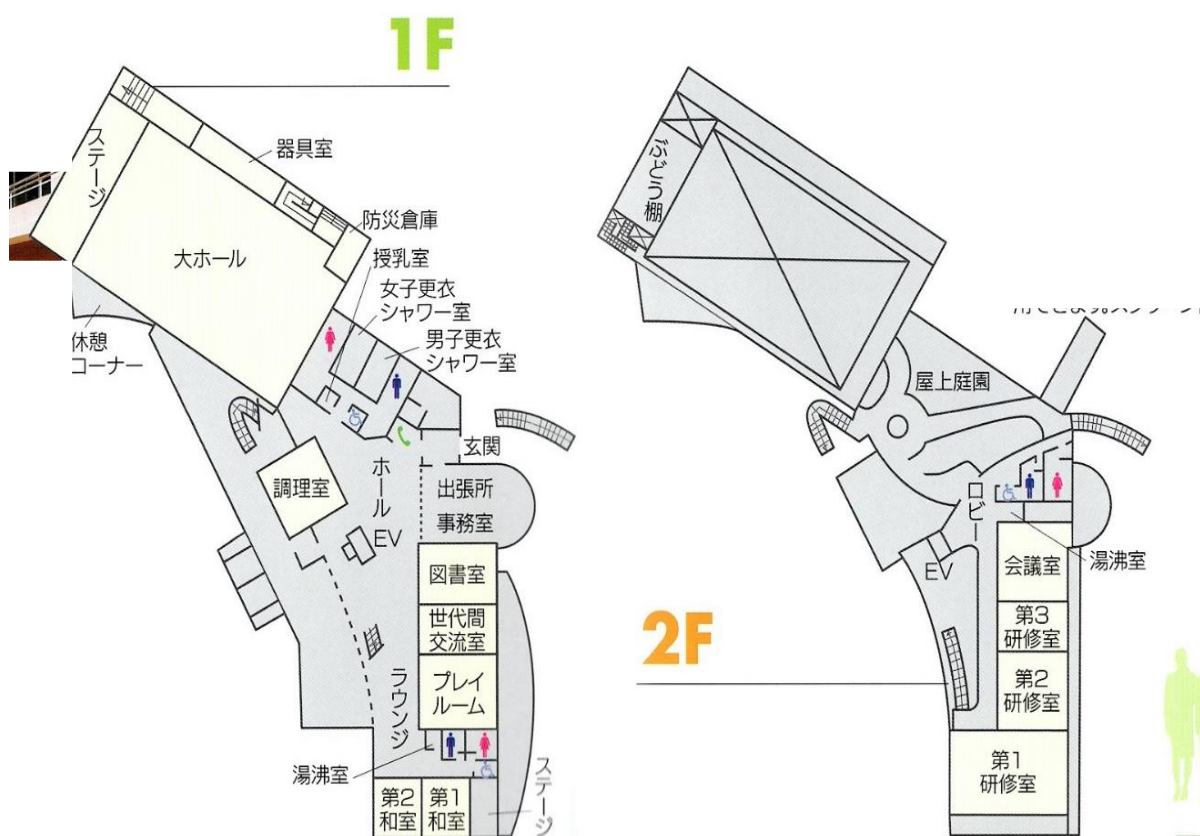 1F
ステージ
器具室
防災倉庫
大ホール
授乳室
女子更衣
シャワー室
男子更衣
シャワー室
休憩
コーナー
玄関
調理室
ホール
出張所
事務室
EV
図書室
世代間
交流室
プレイ
ルーム
ラウンジ
湯沸室
第2
和室
第1
和室
ステージ
ぶどう棚
屋上庭園
ロビー
EV
会議室
湯沸室
第3
研修室
第2
研修室
2F
第1
研修室